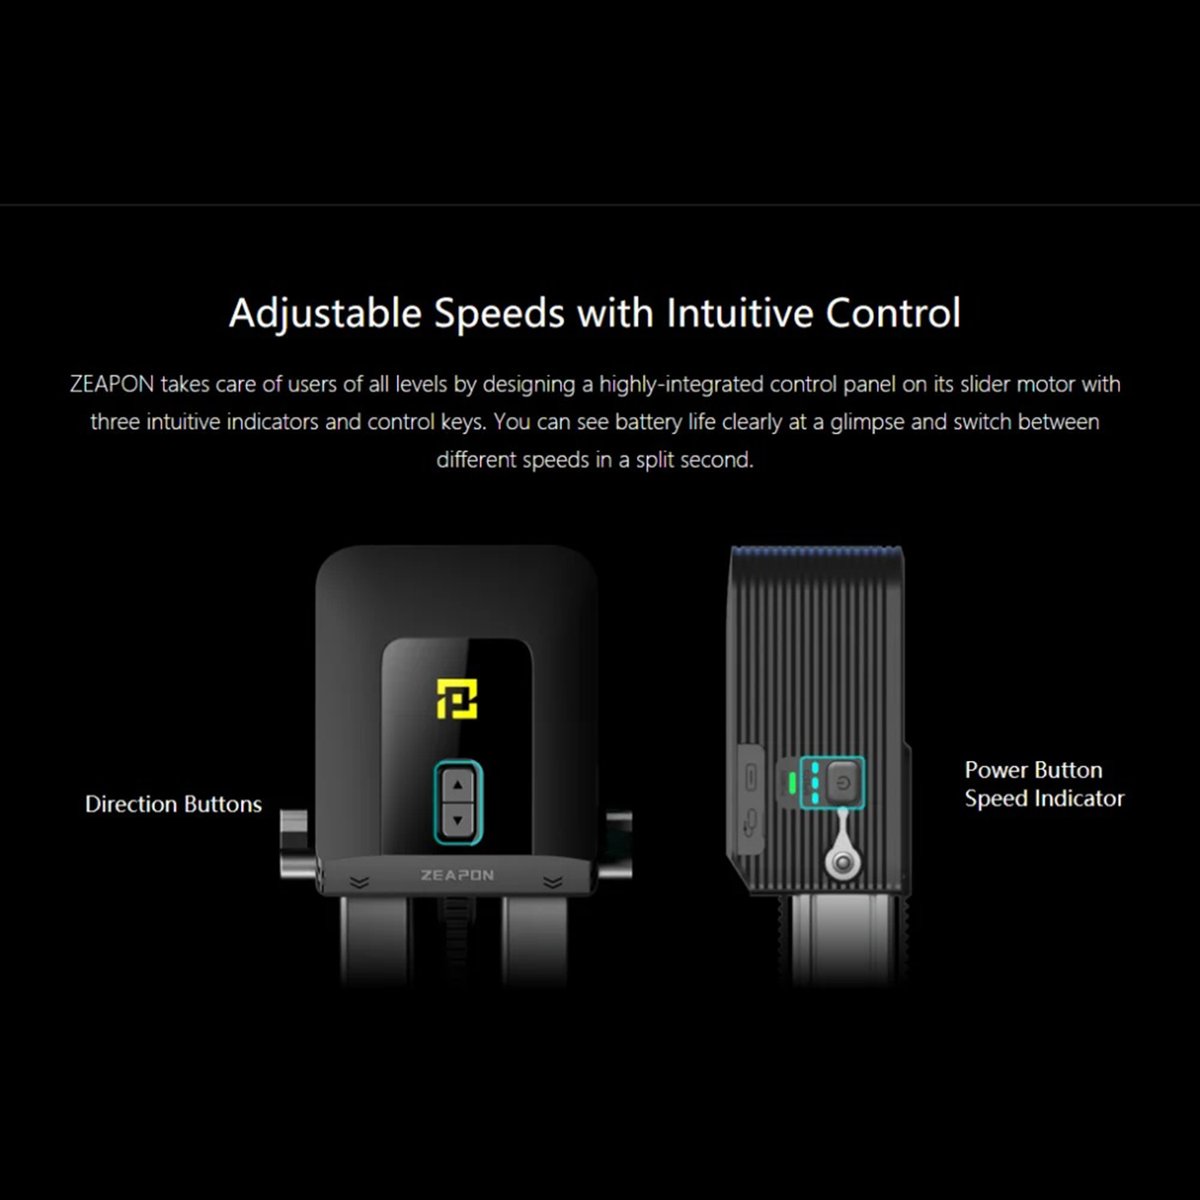 Adjustable Speeds with Intuitive Control
ZEAPON takes care of users of all levels by designing a highly-integrated control panel on its slider motor with
three intuitive indicators and control keys. You can see battery life clearly at a glimpse and switch between
different speeds in a split second.
Direction Buttons
ZEAPON
Power Button
Speed Indicator